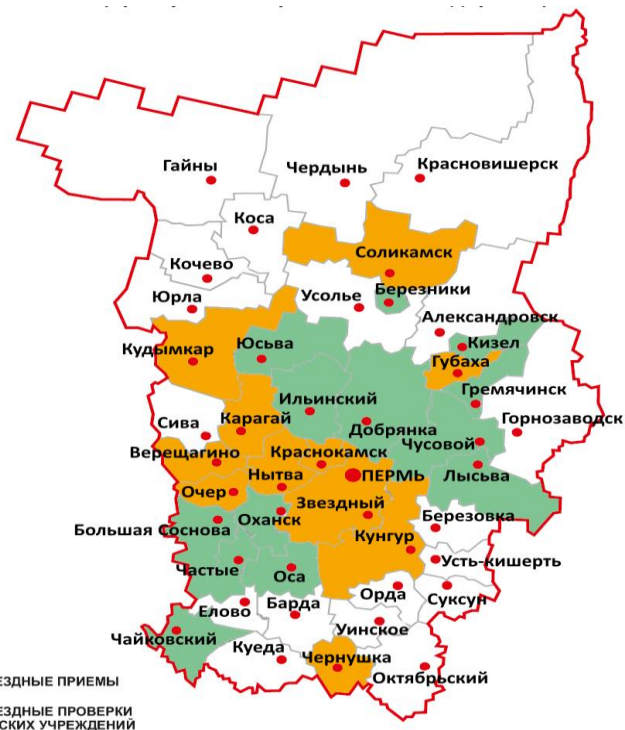 Гайны
Чердынь
Красновишерск
Коса
Соликамск
Кочево
Березники
Юрла
Усолье
Александровск
Кудымкар
Юсьва
Кизел
Губаха
Гремячинск
Ильинский
Сива
Карагай
Добрянка
Горнозаводск
Чусовой
Верещагино
Краснокамск
Нытва
ПЕРМЬ
Лысьва
Очер
Звездный
Большая Соснова
Оханск
Березовка
Кунгур
Частые
Оса
Усть-кишерть
Елово
Барда
Орда
Суксун
Чайковский
Уинское
Куеда
Чернушка
Октябрьский
ЕЗДНЫЕ ПРИЕМЫ
ЕЗДНЫЕ ПРОВЕРКИ
СКИХ УЧРЕЖДЕНИЙ